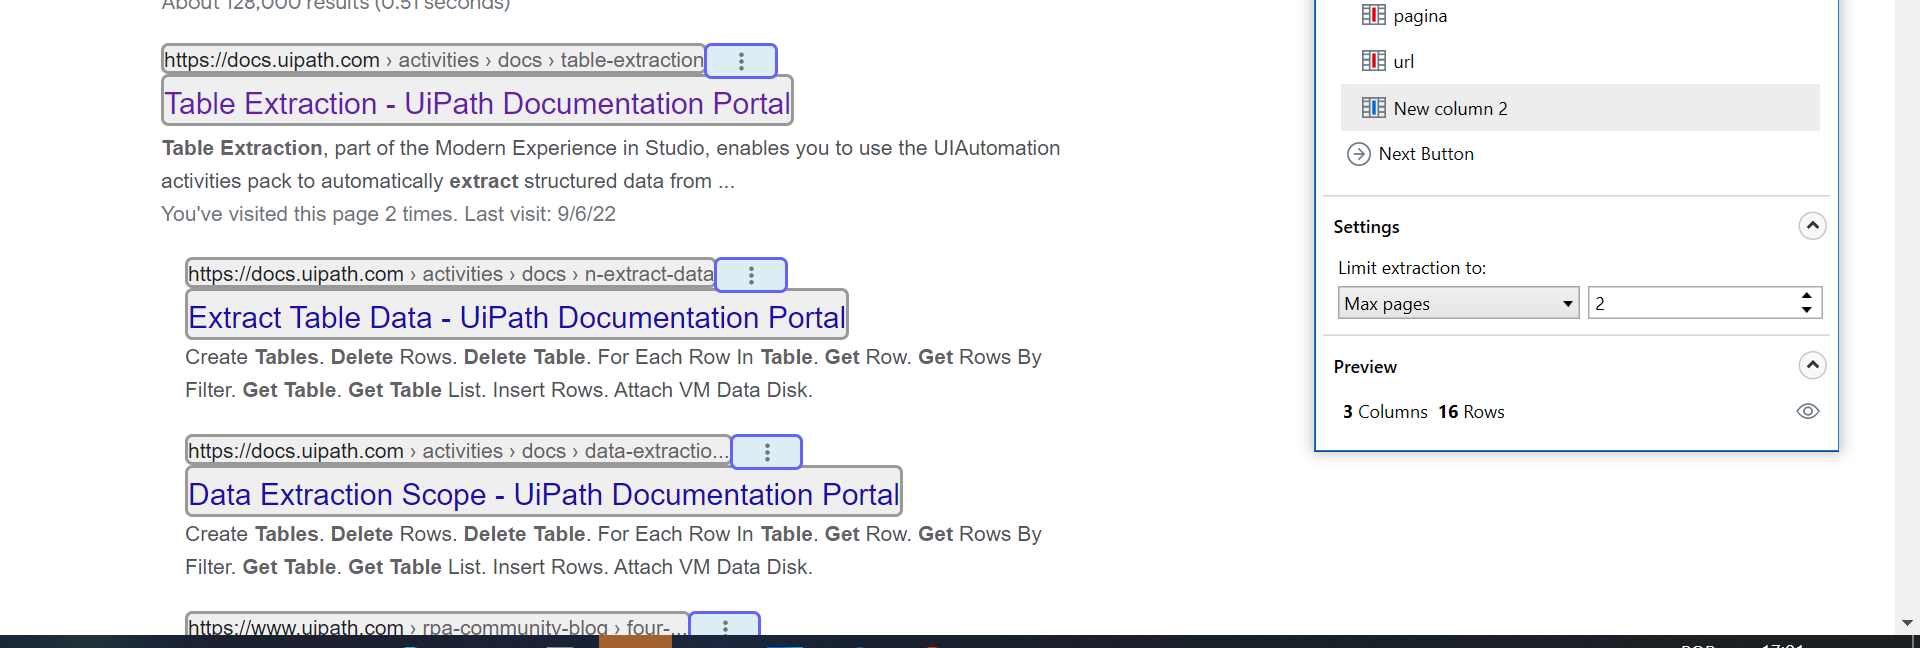 About 128,000 results (0.51 seconds)
https://docs.uipath.com › activities › docs › table-extraction
Table Extraction - UiPath Documentation Portal
Table Extraction, part of the Modern Experience in Studio, enables you to use the UIAutomation
activities pack to automatically extract structured data from ...
You've visited this page 2 times. Last visit: 9/6/22
https://docs.uipath.com › activities › docs › n-extract-data
Extract Table Data - UiPath Documentation Portal
Create Tables. Delete Rows. Delete Table. For Each Row In Table. Get Row. Get Rows By
Filter. Get Table. Get Table List. Insert Rows. Attach VM Data Disk.
https://docs.uipath.com › activities › docs › data-extractio...
Data Extraction Scope - UiPath Documentation Portal
Create Tables. Delete Rows. Delete Table. For Each Row In Table. Get Row. Get Rows By
Filter. Get Table. Get Table List. Insert Rows. Attach VM Data Disk.
https://www.uipath.com › rpa-community-blog › four-...
pagina
url
New column 2
Next Button
Settings
Limit extraction to:
Max pages
2
Preview
3 Columns 16 Rows